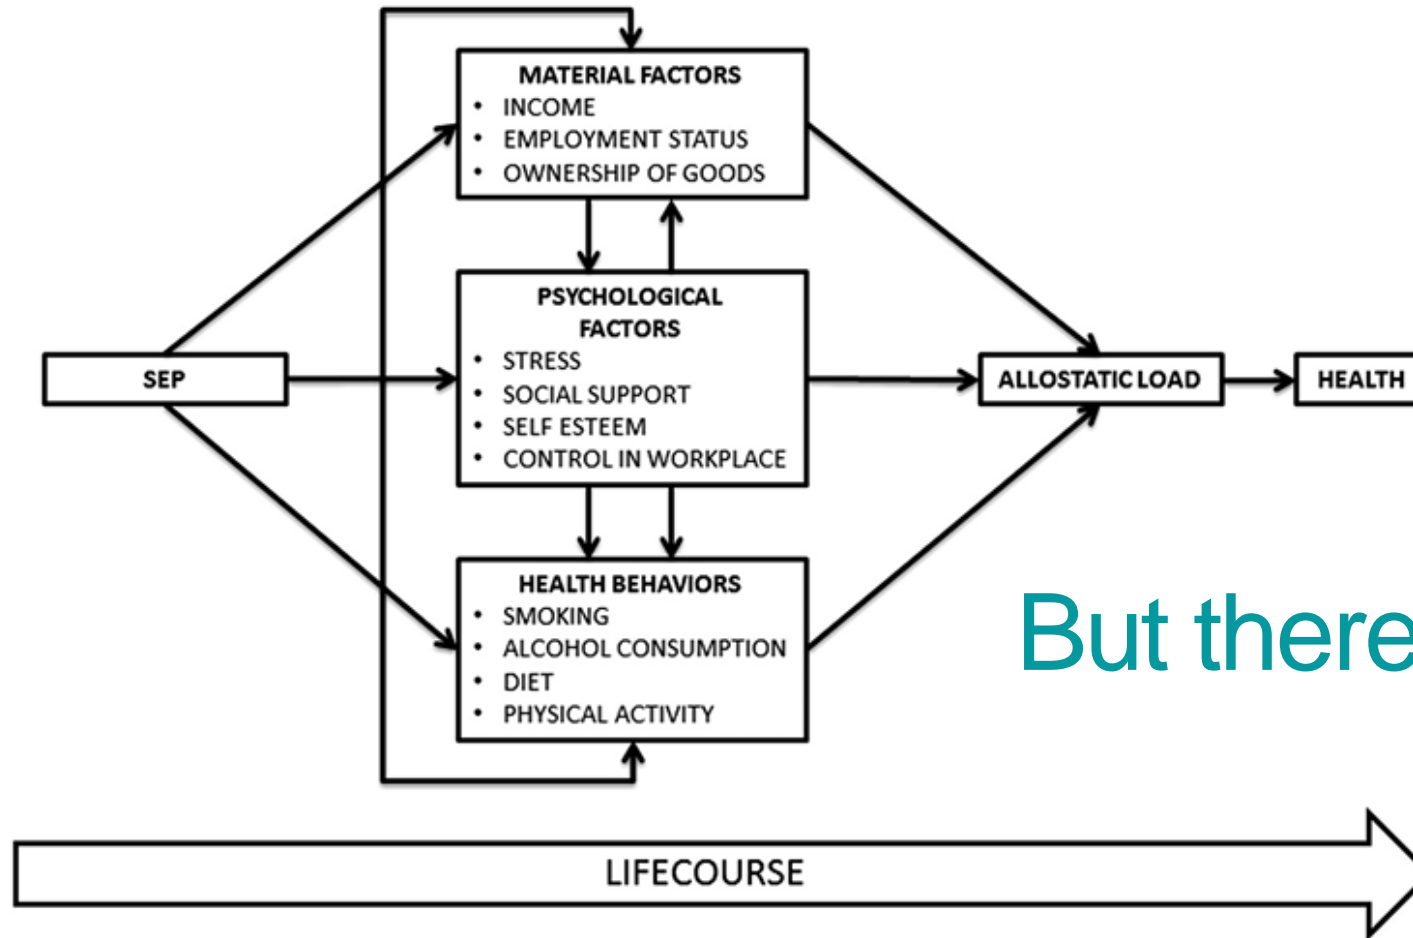 MATERIAL FACTORS
• INCOME
• EMPLOYMENT STATUS
• OWNERSHIP OF GOODS
PSYCHOLOGICAL
FACTORS
• STRESS
• SOCIAL SUPPORT
• SELF ESTEEM
• CONTROL IN WORKPLACE
SEP
ALLOSTATIC LOAD
HEALTH
HEALTH BEHAVIORS
• SMOKING
• ALCOHOL CONSUMPTION
• DIET
• PHYSICAL ACTIVITY
But there
LIFECOURSE